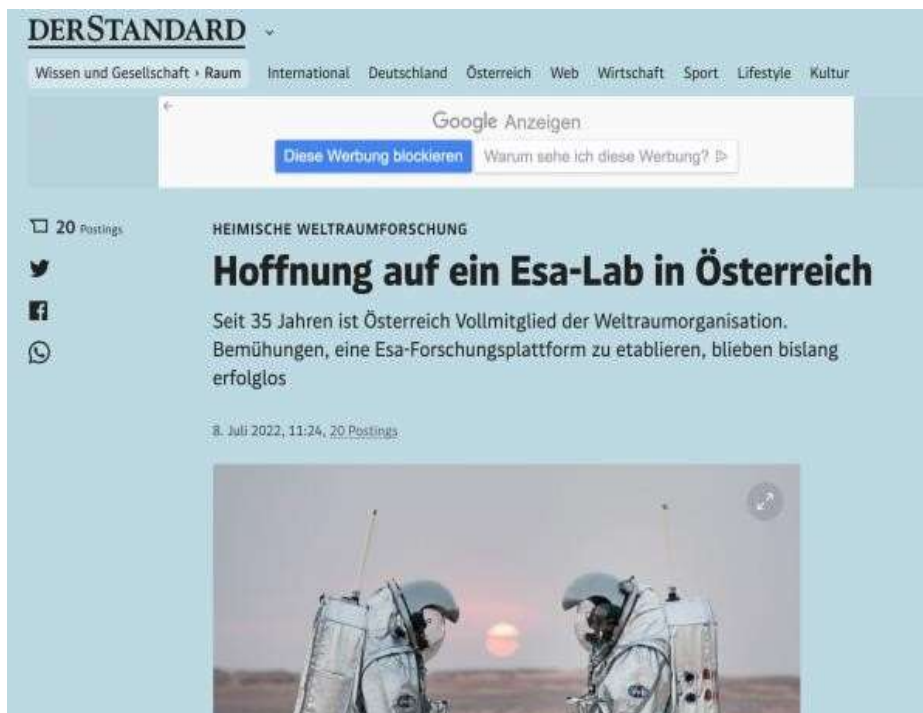 DERSTANDARD
Wissen und Gesellschaft › Raum International Deutschland Österreich Web Wirtschaft Sport Lifestyle Kultur
Google Anzeigen
Diese Werbung blockieren Warum sehe ich diese Werbung?
20 Postings
HEIMISCHE WELTRAUMFORSCHUNG
Hoffnung auf ein Esa-Lab in Österreich
Seit 35 Jahren ist Österreich Vollmitglied der Weltraumorganisation.
Bemühungen, eine Esa-Forschungsplattform zu etablieren, blieben bislang
erfolglos
8. Juli 2022, 11:24, 20 Postings